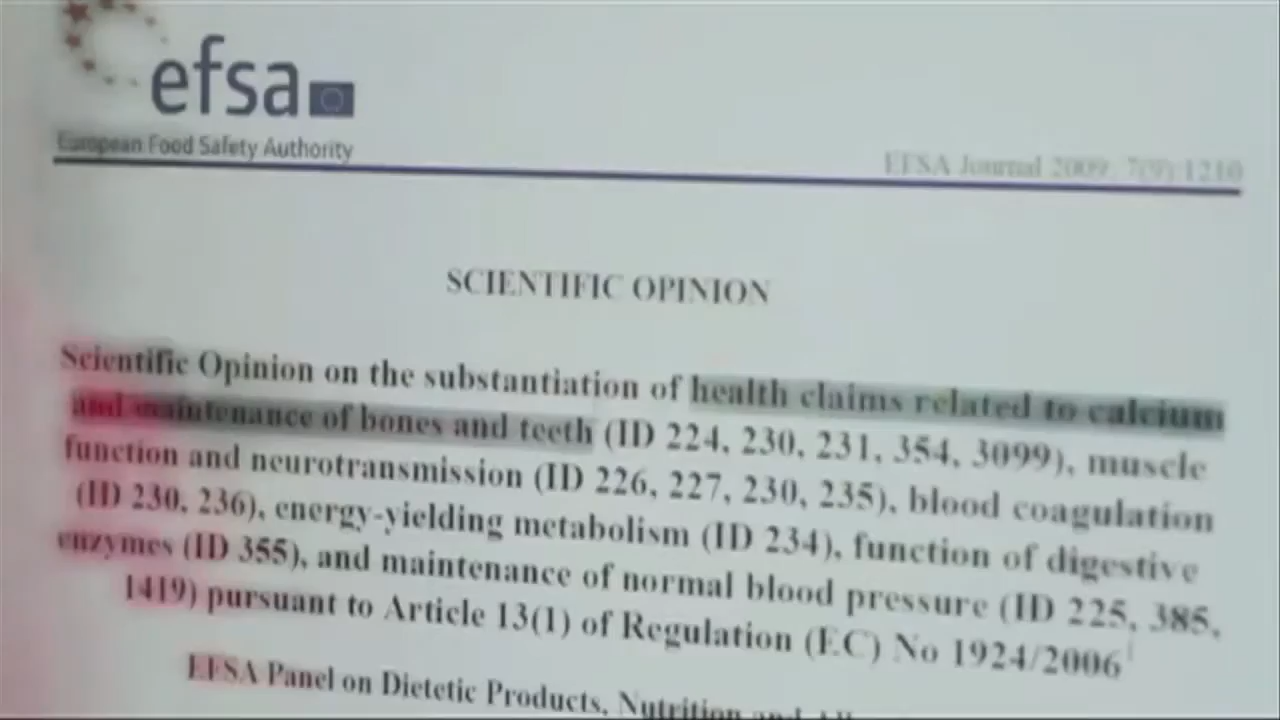 efsa
European Food Safety Authority
EFSA Journal 2009; 7(9):1210
SCIENTIFIC OPINION
Scientific Opinion on the substantiation of health claims related to calcium
and maintenance of bones and teeth (ID 224, 230, 231, 354, 3099), muscle
function and neurotransmission (ID 226, 227, 230, 235), blood coagulation
(ID 230, 236), energy-yielding metabolism (ID 234), function of digestive
enzymes (ID 355), and maintenance of normal blood pressure (ID 225, 385,
1419) pursuant to Article 13(1) of Regulation (EC) No 1924/2006
EFSA Panel on Dietetic Products, Nutrition and